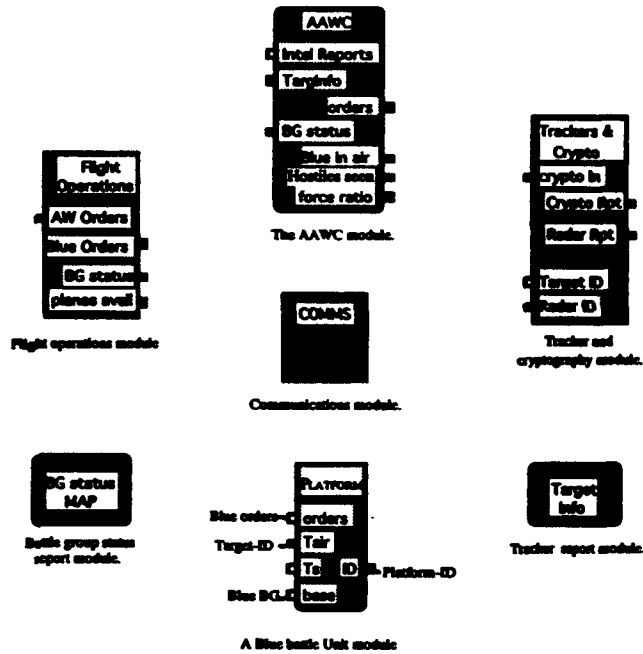 AAWC
Intel Reports
TargInfo
orders
BG status
Blue in air
Hostiles seen
force ratio
The AAWC module.
Flight
Operations
AW Orders
Blue Orders
BG status
planes avail
Flight operations module
Trackers &
Crypto
crypto in
Crypto Rpt
Radar Rpt
Target ID
Radar ID
Tracker and
cryptography module.
COMMS
Communications module.
BG status
MAP
Battle group status
report module.
PLATFORM
Blue orders
orders
Target-ID
Tair
Ts
ID
Platform-ID
Blue BG
base
A Blue battle Unit module
Target
Info
Tracker report module.